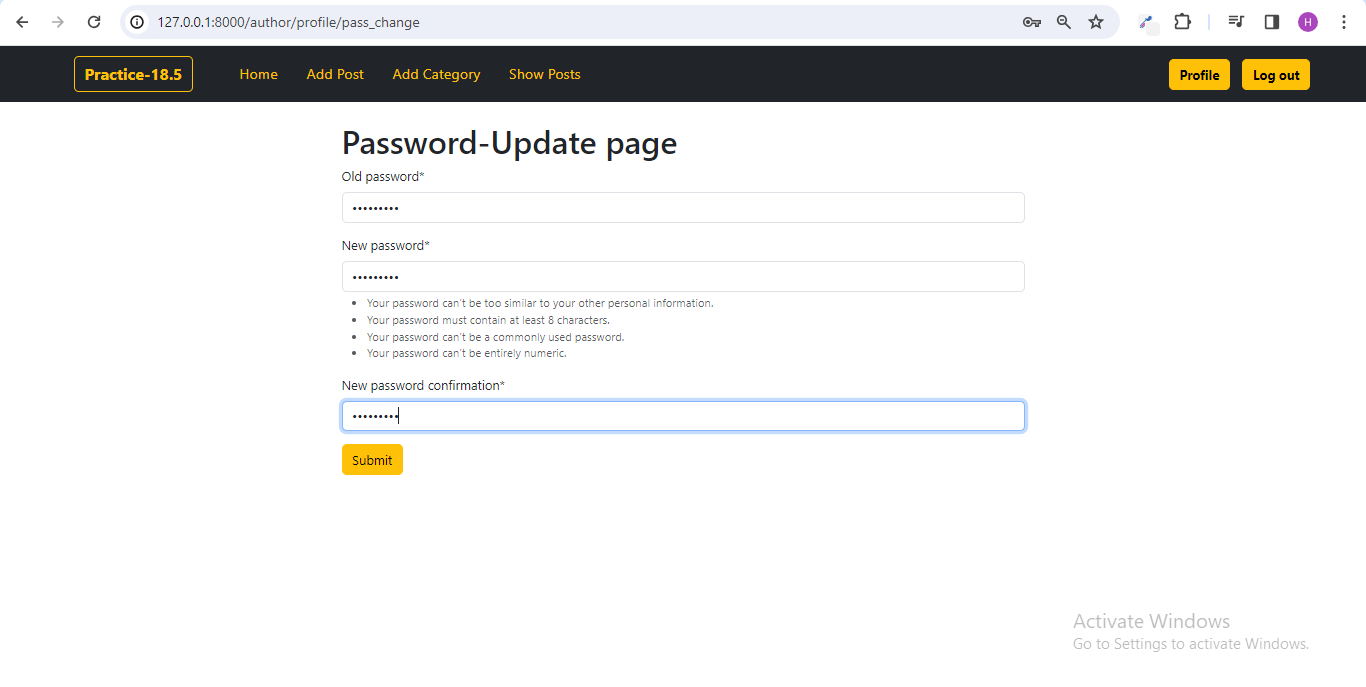 127.0.0.1:8000/author/profile/pass_change
H
Practice-18.5 Home Add Post Add Category Show Posts Profile Log out
Password-Update page
Old password*
•••••••••
New password*
•••••••••
• Your password can't be too similar to your other personal information.
• Your password must contain at least 8 characters.
• Your password can't be a commonly used password.
• Your password can't be entirely numeric.
New password confirmation*
•••••••••
Submit
Activate Windows
Go to Settings to activate Windows.